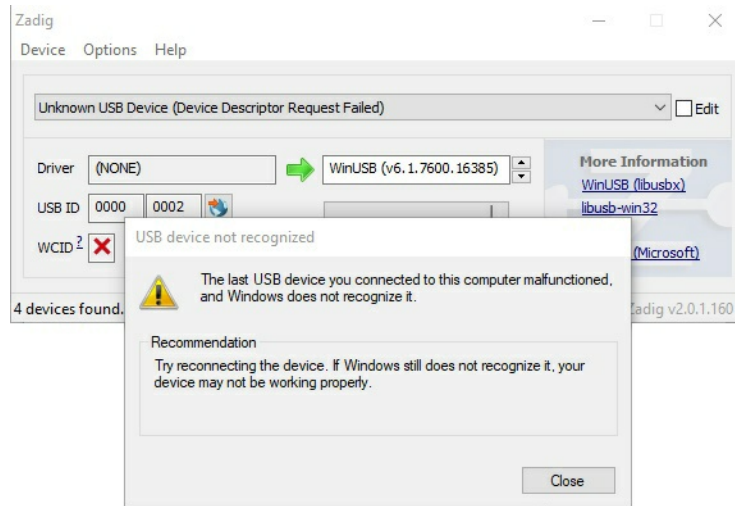 Zadig
Device Options Help
Unknown USB Device (Device Descriptor Request Failed)
Edit
Driver (NONE) WinUSB (v6.1.7600.16385)
More Information
WinUSB (libusbx)
USB ID 0000 0002
libusb-win32
WCID ?
(Microsoft)
4 devices found.
Zadig v2.0.1.160
USB device not recognized
The last USB device you connected to this computer malfunctioned,
and Windows does not recognize it.
Recommendation
Try reconnecting the device. If Windows still does not recognize it, your
device may not be working properly.
Close